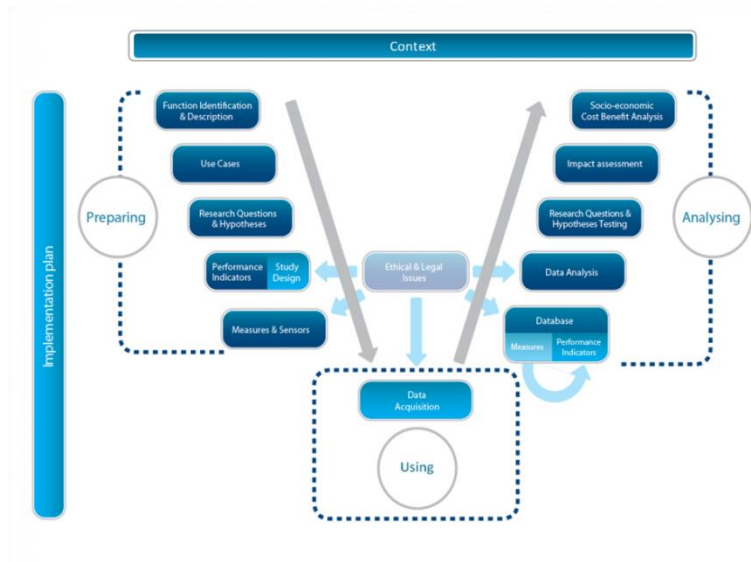 Context
Implementation plan
Preparing
Function Identification
& Description
Use Cases
Research Questions
& Hypotheses
Performance
Indicators
Study
Design
Measures & Sensors
Ethical & Legal
Issues
Data
Acquisition
Using
Socio-economic
Cost Benefit Analysis
Impact assessment
Research Questions &
Hypotheses Testing
Data Analysis
Database
Measures
Performance
Indicators
Analysing